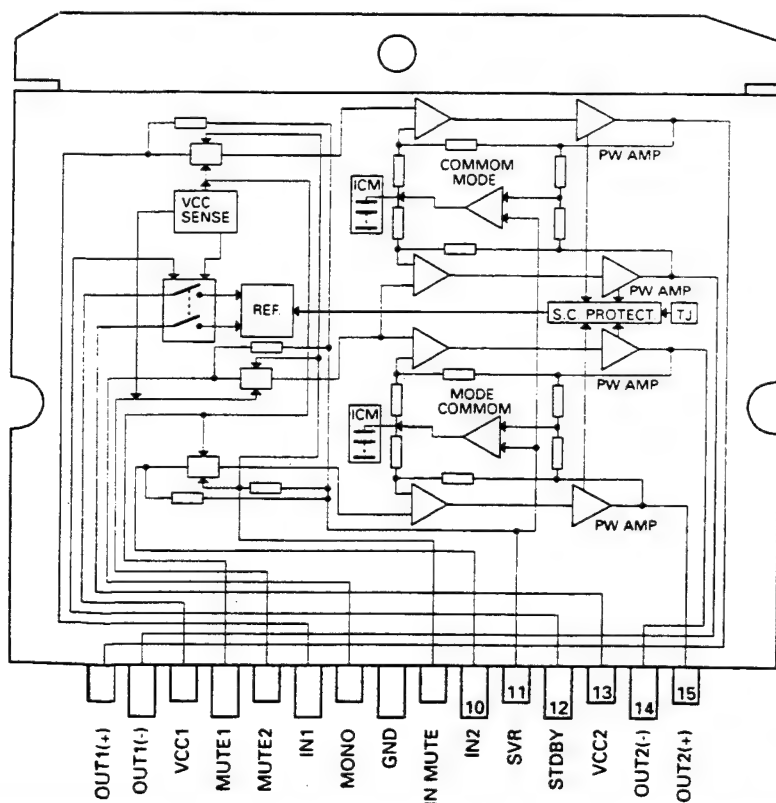 PW AMP
COMMOM
MODE
ICM
VCC
SENSE
REF.
PW AMP
S.C. PROTECT
TJ
PW AMP
MODE
COMMOM
ICM
PW AMP
10
11
12
13
14
15
OUT1(+)
OUT1(-)
VCC1
MUTE1
MUTE2
IN1
MONO
GND
IN MUTE
IN2
SVR
STDBY
VCC2
OUT2(-)
OUT2(+)